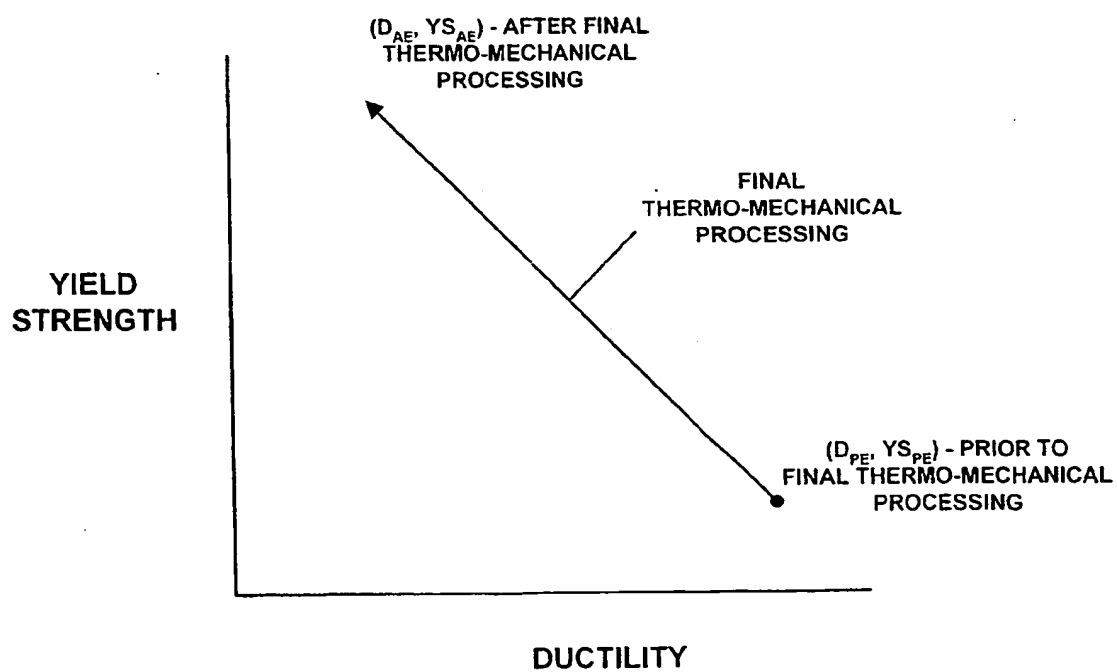 (D_AE, YS_AE) - AFTER FINAL
THERMO-MECHANICAL
PROCESSING
FINAL
THERMO-MECHANICAL
PROCESSING
YIELD
STRENGTH
(D_PE, YS_PE) - PRIOR TO
FINAL THERMO-MECHANICAL
PROCESSING
DUCTILITY